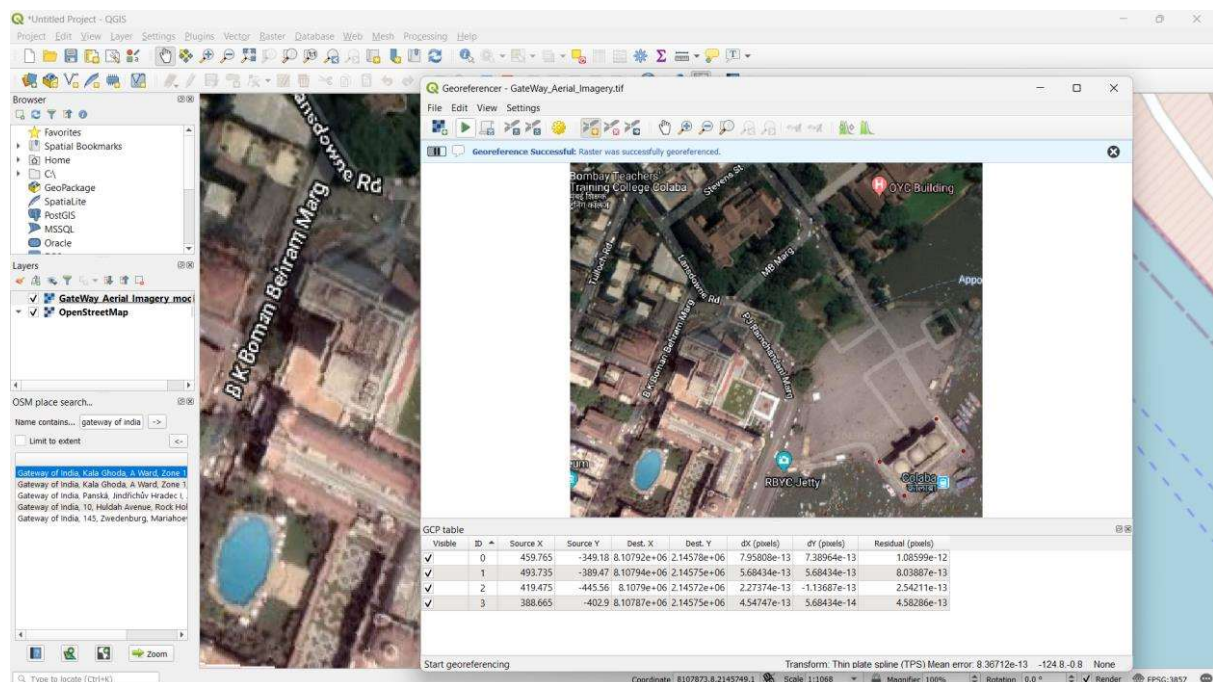 *Untitled Project - QGIS
Project Edit View Layer Settings Plugins Vector Raster Database Web Mesh Processing Help
Browser
Favorites
Spatial Bookmarks
Home
C:\
GeoPackage
SpatiaLite
PostGIS
MSSQL
Oracle
Layers
GateWay Aerial Imagery mo
OpenStreetMap
OSM place search...
Name contains... gateway of india ->
Limit to extent <-
Gateway of India, Kala Ghoda, A Ward, Zone 1
Gateway of India, Kala Ghoda, A Ward, Zone 1
Gateway of India, Panská, Jindřichův Hradec I,
Gateway of India, 10, Huldah Avenue, Rock Hol
Gateway of India, 145, Zwedenburg, Mariahoe
Zoom
Type to locate (Ctrl+K)
ansdowne Rd
B K Boman Behram Marg
Georeferencer - GateWay_Aerial_Imagery.tif
File Edit View Settings
Georeference Successful: Raster was successfully georeferenced.
Bombay Teachers'
Training College Colaba
Stevens St
OYC Building
Tulloch Rd
Lansdowne Rd
MB Marg
Appo
B K Boman Behram Marg
PJ Ramchandani Marg
um
RBYC Jetty
Colaba
GCP table
Visible ID Source X Source Y Dest. X Dest. Y dX (pixels) dY (pixels) Residual (pixels)
0 459.765 -349.18 8.10792e+06 2.14578e+06 7.95808e-13 7.38964e-13 1.08599e-12
1 493.735 -389.47 8.10794e+06 2.14575e+06 5.68434e-13 5.68434e-13 8.03887e-13
2 419.475 -445.56 8.1079e+06 2.14572e+06 2.27374e-13 -1.13687e-13 2.54211e-13
3 388.665 -402.9 8.10787e+06 2.14575e+06 4.54747e-13 5.68434e-14 4.58286e-13
Start georeferencing Transform: Thin plate spline (TPS) Mean error: 8.36712e-13 -124.8,-0.8 None
Coordinate 8107873.8,2145749.1 Scale 1:1068 Magnifier 100% Rotation 0.0 ° Render EPSG:3857